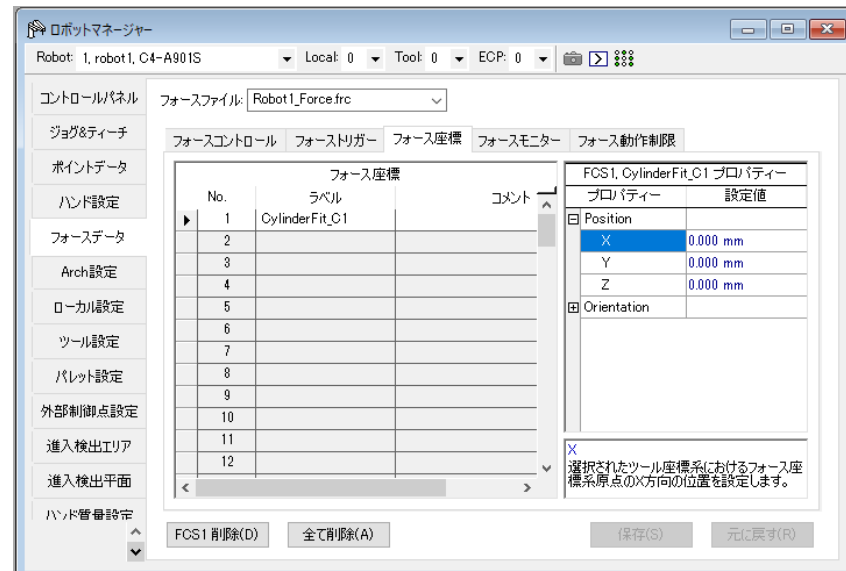 ロボットマネージャー
Robot: 1, robot1, C4-A901S Local: 0 Tool: 0 ECP: 0
コントロールパネル
ジョグ&ティーチ
ポイントデータ
ハンド設定
フォースデータ
Arch設定
ローカル設定
ツール設定
パレット設定
外部制御点設定
進入検出エリア
進入検出平面
ハンド質量設定
フォースファイル: Robot1_Force.frc
フォースコントロール フォーストリガー フォース座標 フォースモニター フォース動作制限
フォース座標
No. ラベル コメント
1 CylinderFit_C1
2
3
4
5
6
7
8
9
10
11
12
FCS1, CylinderFit_C1 プロパティー
プロパティー 設定値
Position
X 0.000 mm
Y 0.000 mm
Z 0.000 mm
Orientation
X
選択されたツール座標系におけるフォース座
標系原点のX方向の位置を設定します。
FCS1 削除(D) 全て削除(A) 保存(S) 元に戻す(R)